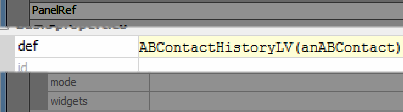 PanelRef
def ABContactHistoryLV(anABContact)
id
mode
widgets